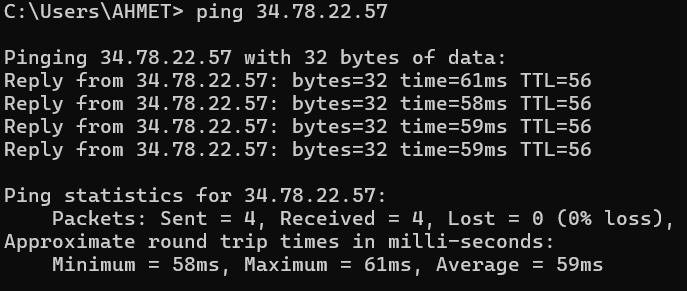 C:\Users\AHMET> ping 34.78.22.57
Pinging 34.78.22.57 with 32 bytes of data:
Reply from 34.78.22.57: bytes=32 time=61ms TTL=56
Reply from 34.78.22.57: bytes=32 time=58ms TTL=56
Reply from 34.78.22.57: bytes=32 time=59ms TTL=56
Reply from 34.78.22.57: bytes=32 time=59ms TTL=56
Ping statistics for 34.78.22.57:
    Packets: Sent = 4, Received = 4, Lost = 0 (0% loss),
Approximate round trip times in milli-seconds:
    Minimum = 58ms, Maximum = 61ms, Average = 59ms